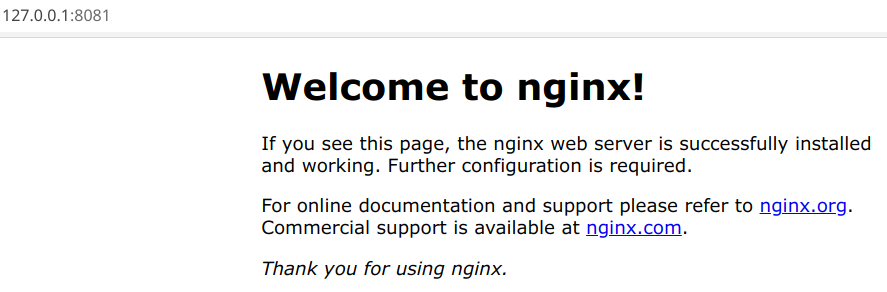 127.0.0.1:8081
Welcome to nginx!
If you see this page, the nginx web server is successfully installed
and working. Further configuration is required.
For online documentation and support please refer to nginx.org.
Commercial support is available at nginx.com.
Thank you for using nginx.